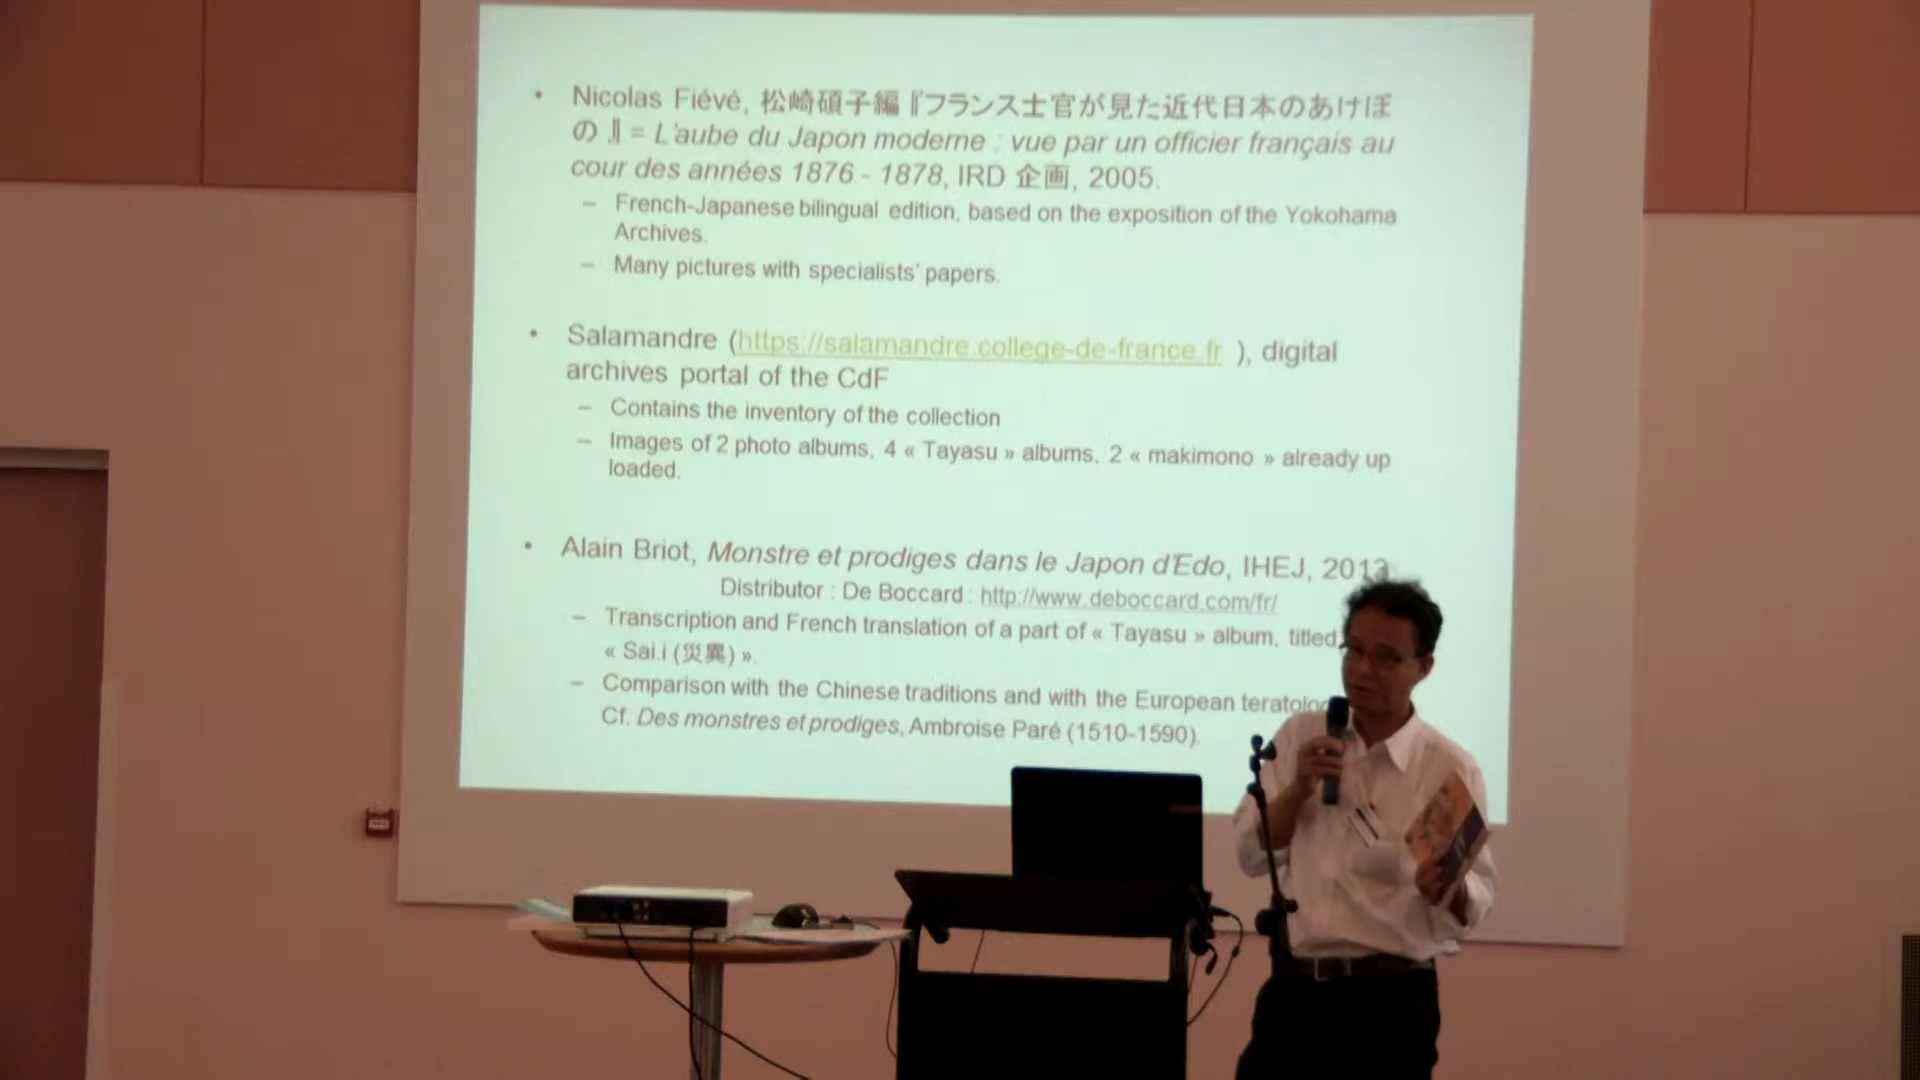 • Nicolas Fiévé, 松崎碩子編『フランス士官が見た近代日本のあけぼ
の 』 = L'aube du Japon moderne : vue par un officier français au
cour des années 1876 - 1878, IRD 企画, 2005.
– French-Japanese bilingual edition, based on the exposition of the Yokohama
Archives.
– Many pictures with specialists' papers.
• Salamandre (https://salamandre.college-de-france.fr ), digital
archives portal of the CdF
– Contains the inventory of the collection
– Images of 2 photo albums, 4 « Tayasu » albums, 2 « makimono » already up
loaded.
• Alain Briot, Monstre et prodiges dans le Japon d'Edo, IHEJ, 2013
Distributor : De Boccard : http://www.deboccard.com/fr/
– Transcription and French translation of a part of « Tayasu » album, titled
« Sai.i (災異) ».
– Comparison with the Chinese traditions and with the European
Cf. Des monstres et prodiges, Ambroise Paré (1510-1590).